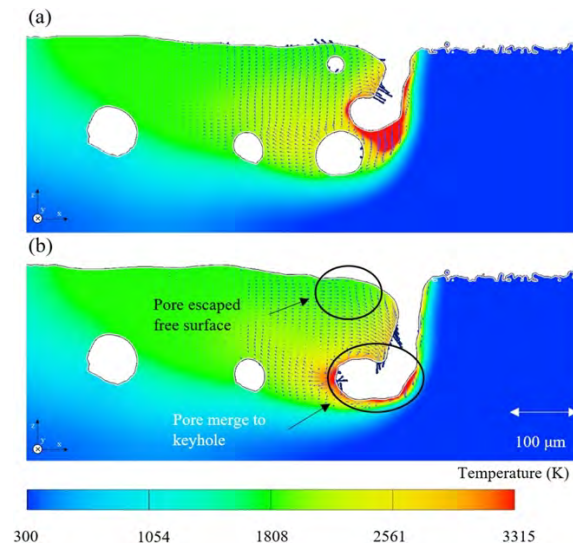 (a)
z
Y
x
(b)
Pore escaped
free surface
Pore merge to
keyhole
z
Y
x
100 μm
Temperature (K)
300 1054 1808 2561 3315